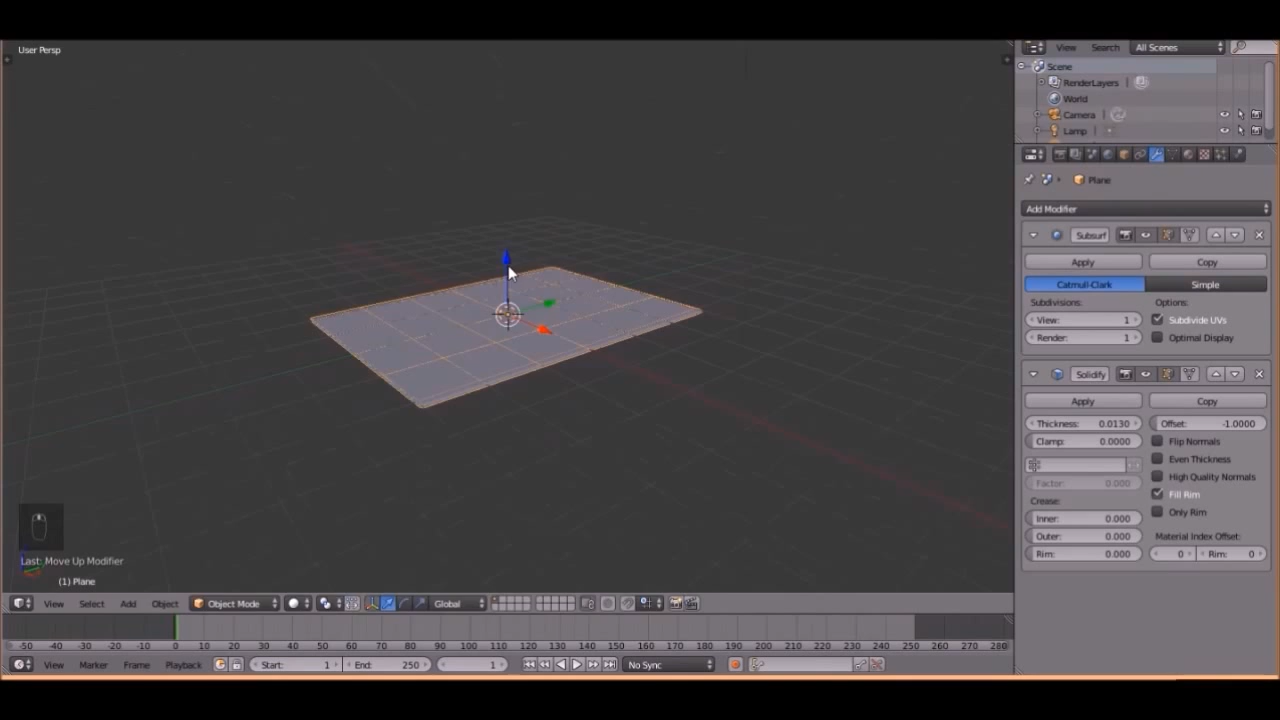 User Persp
View Search All Scenes
Scene
RenderLayers
World
Camera
Lamp
Plane
Add Modifier
Subsurf
Apply Copy
Catmull-Clark Simple
Subdivisions: Options:
View: 1 Subdivide UVs
Render: 1 Optimal Display
Solidify
Apply Copy
Thickness: 0.0130 Offset: -1.0000
Clamp: 0.0000 Flip Normals
Even Thickness
High Quality Normals
Factor: 0.000 Fill Rim
Crease: Only Rim
Inner: 0.000
Outer: 0.000 Material Index Offset:
Rim: 0.000 0 Rim: 0
Last: Move Up Modifier
(1) Plane
View Select Add Object Object Mode Global
-50 -40 -30 -20 -10 0 10 20 30 40 50 60 70 80 90 100 110 120 130 140 150 160 170 180 190 200 210 220 230 240 250 260 270 280
View Marker Frame Playback Start: 1 End: 250 1 No Sync